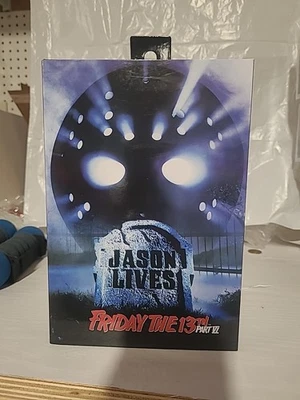 JASON
LIVES
FRIDAY THE 13TH
PART VI